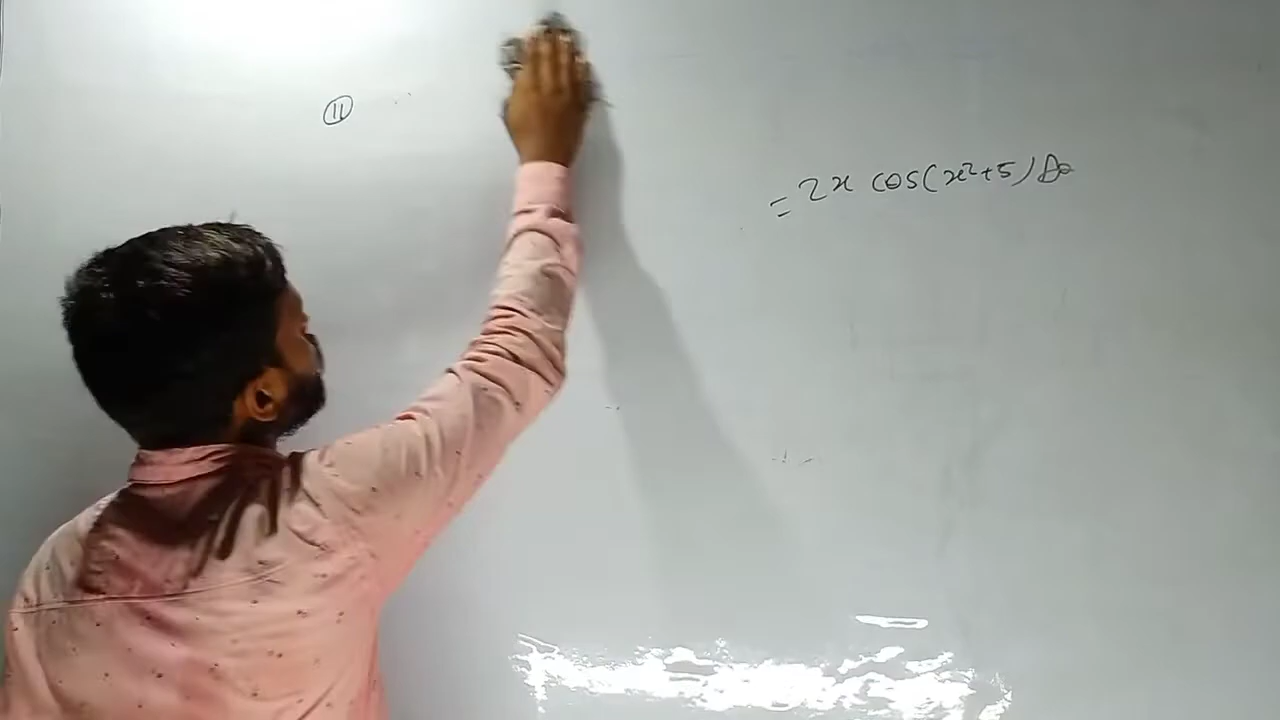 11
= 2x cos(x²+5)